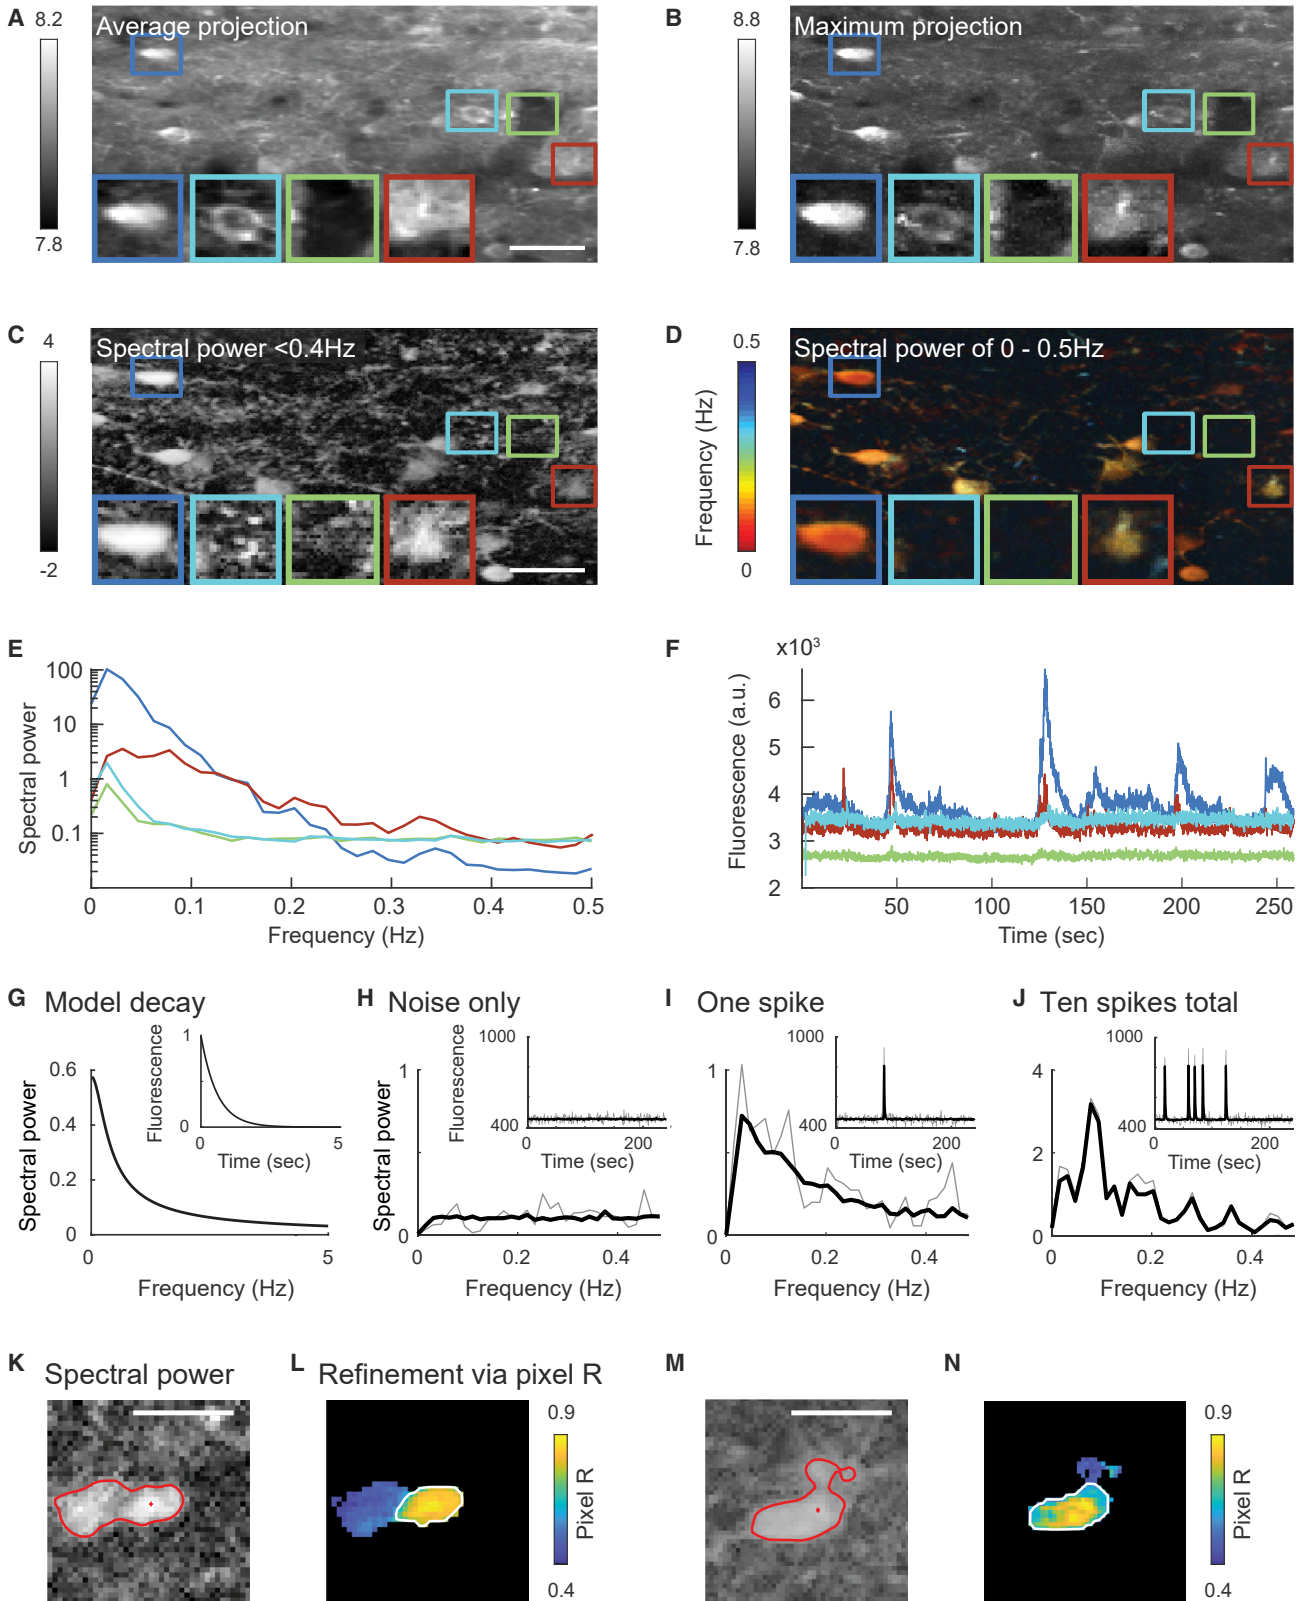 A
8.2
Average projection
7.8
B
8.8
Maximum projection
7.8
C
4
Spectral power <0.4Hz
-2
D
0.5
Spectral power of 0 - 0.5Hz
Frequency (Hz)
0
E
Spectral power
100
10
1
0.1
0 0.1 0.2 0.3 0.4 0.5
Frequency (Hz)
F
x10³
Fluorescence (a.u.)
6
5
4
3
2
50 100 150 200 250
Time (sec)
G Model decay
Spectral power
0.6
0.4
0.2
0
0 5
Frequency (Hz)
Fluorescence
1
0
0 5
Time (sec)
H Noise only
Spectral power
1
0
0 0.2 0.4
Frequency (Hz)
Fluorescence
1000
400
0 200
Time (sec)
I One spike
1
0
0 0.2 0.4
Frequency (Hz)
1000
400
0 200
Time (sec)
J Ten spikes total
4
2
0
0 0.2 0.4
Frequency (Hz)
1000
400
0 200
Time (sec)
K Spectral power
L Refinement via pixel R
0.9
Pixel R
0.4
M
N
0.9
Pixel R
0.4